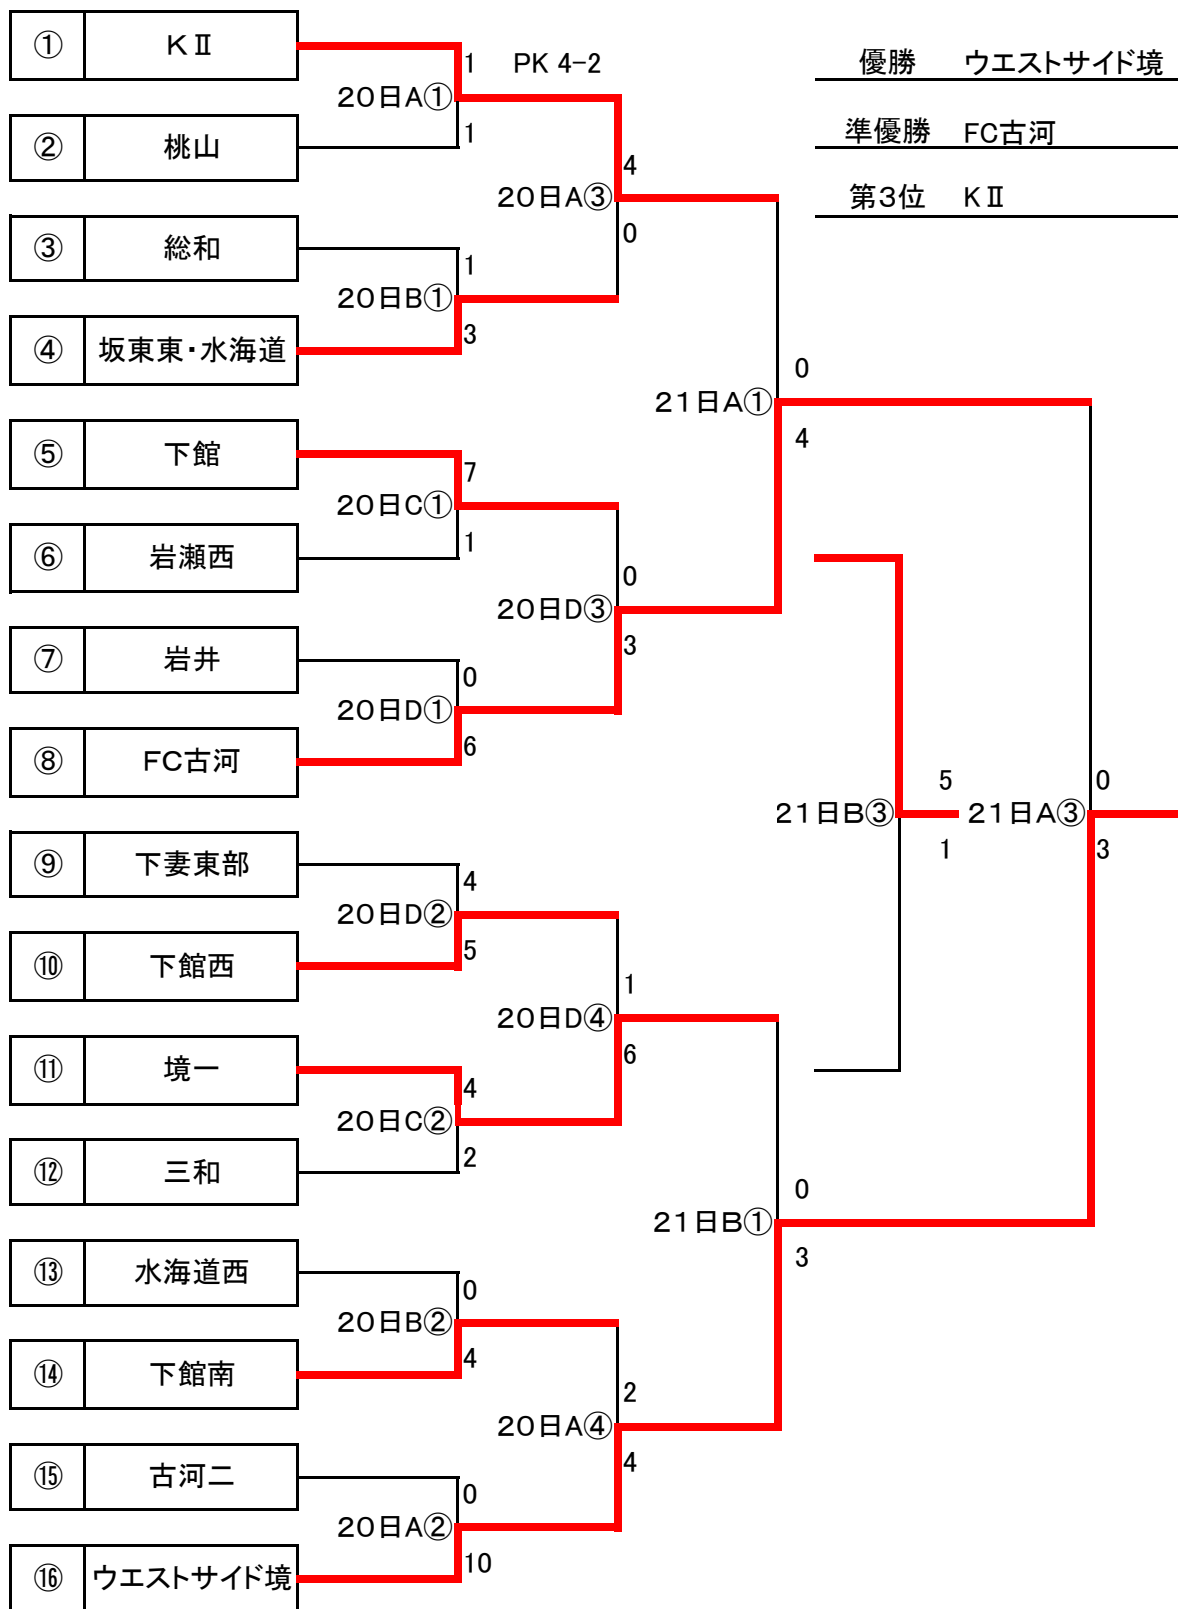 ① KⅡ
1 PK 4-2
優勝 ウエストサイド境
20日A①
1
② 桃山
準優勝 FC古河
4
20日A③
第3位 KⅡ
0
③ 総和
1
20日B①
3
④ 坂東東・水海道
0
21日A①
4
⑤ 下館
7
20日C①
1
⑥ 岩瀬西
0
20日D③
3
⑦ 岩井
0
20日D①
6
⑧ FC古河
5
0
21日B③
21日A③
1
3
⑨ 下妻東部
4
20日D②
5
⑩ 下館西
1
20日D④
6
⑪ 境一
4
20日C②
2
⑫ 三和
0
21日B①
3
⑬ 水海道西
0
20日B②
4
⑭ 下館南
2
20日A④
4
⑮ 古河二
0
20日A②
10
⑯ ウエストサイド境